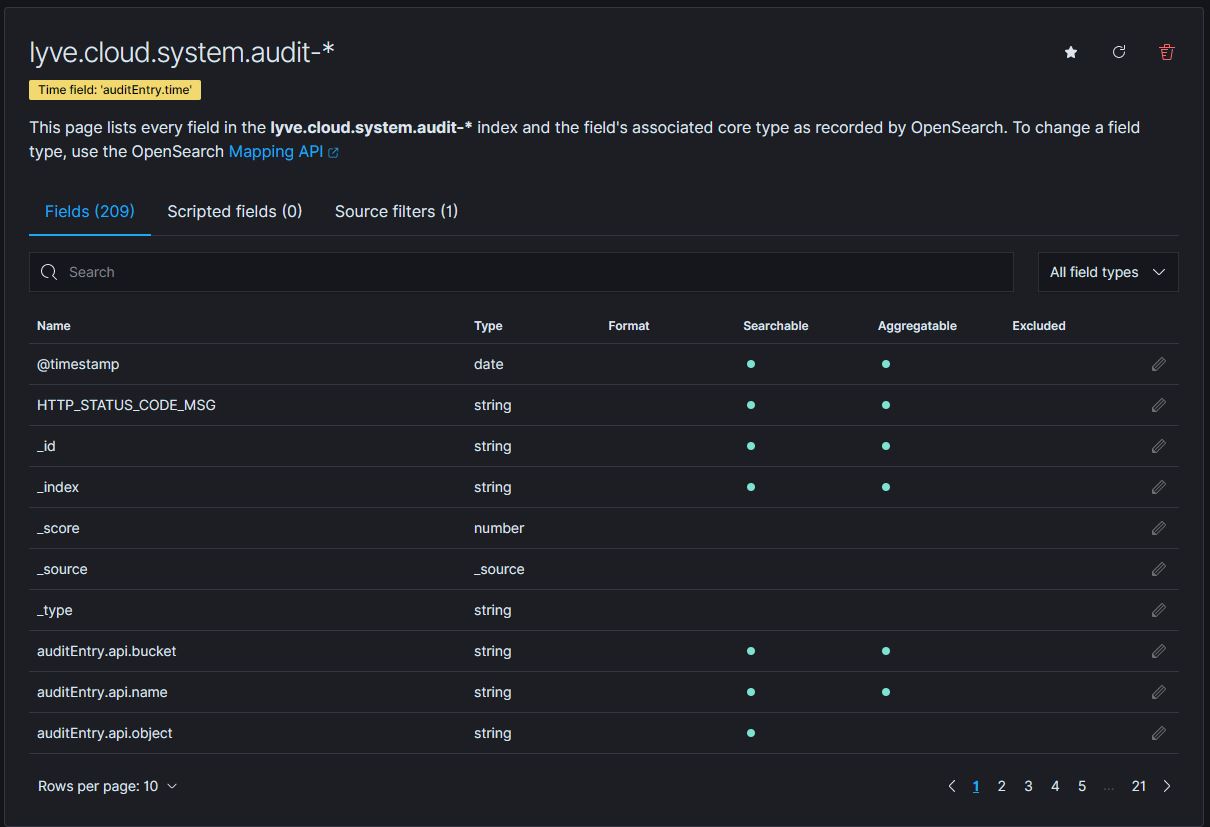 lyve.cloud.system.audit-*
Time field: 'auditEntry.time'
This page lists every field in the lyve.cloud.system.audit-* index and the field's associated core type as recorded by OpenSearch. To change a field
type, use the OpenSearch Mapping API
Fields (209) Scripted fields (0) Source filters (1)
Search All field types
Name Type Format Searchable Aggregatable Excluded
@timestamp date
HTTP_STATUS_CODE_MSG string
_id string
_index string
_score number
_source _source
_type string
auditEntry.api.bucket string
auditEntry.api.name string
auditEntry.api.object string
Rows per page: 10 1 2 3 4 5 ... 21